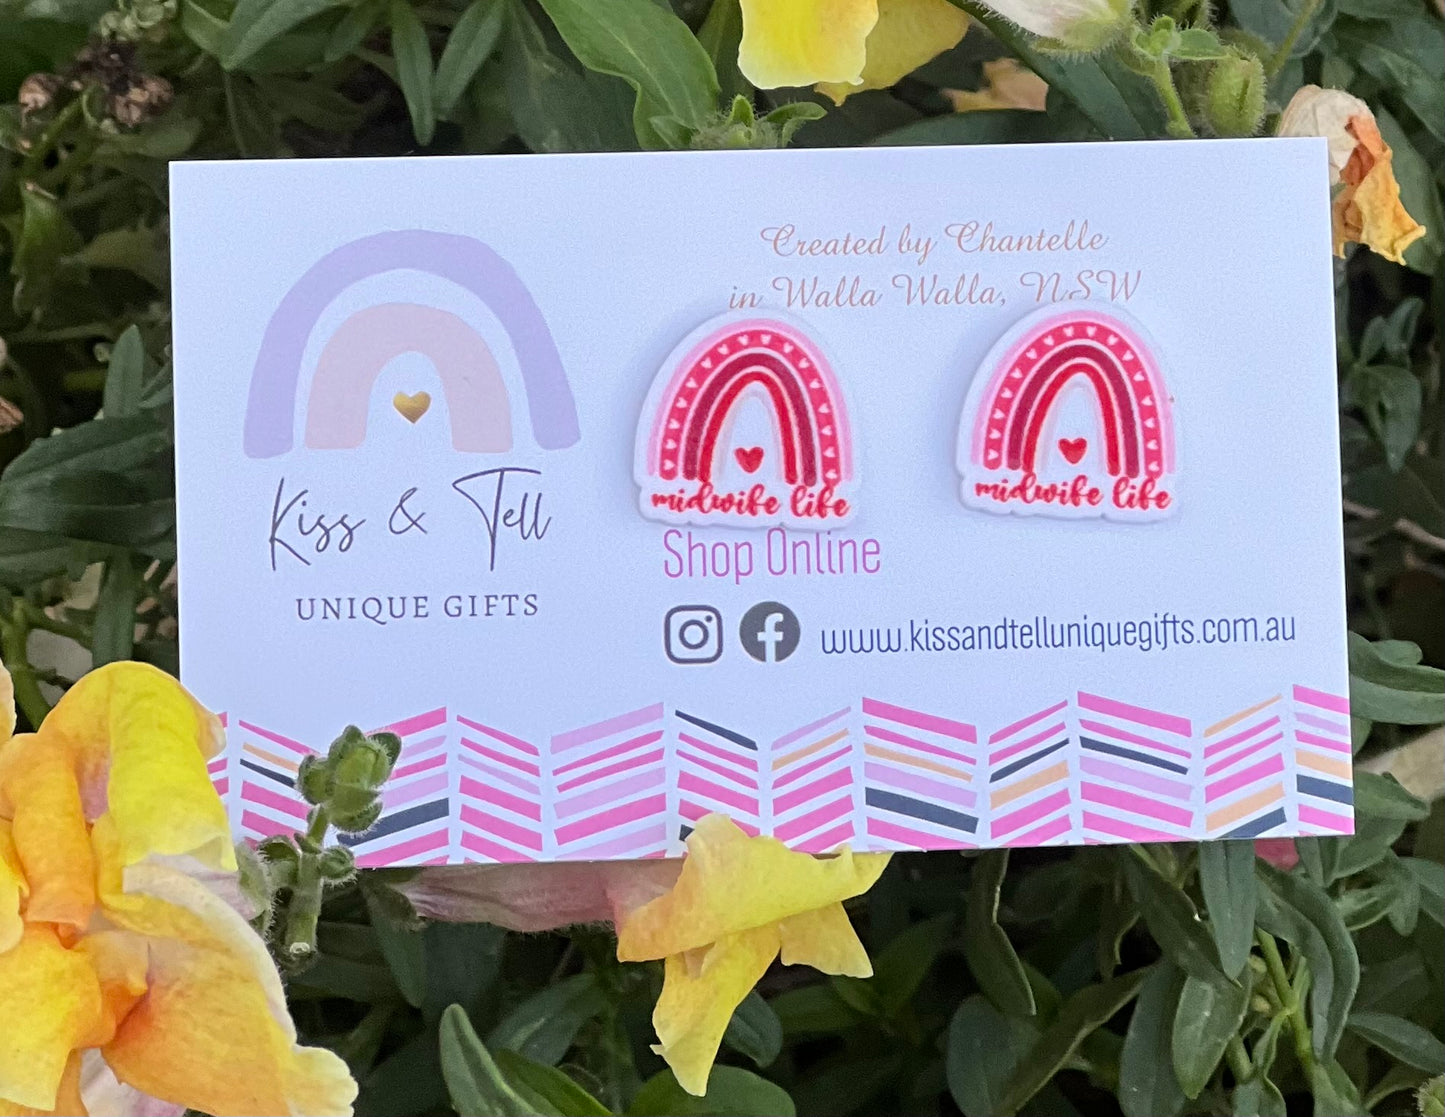 Created by Chantelle
in Walla Walla, NSW
Kiss & Tell
UNIQUE GIFTS
midwife life
midwife life
Shop Online
www.kissandtelluniquegifts.com.au